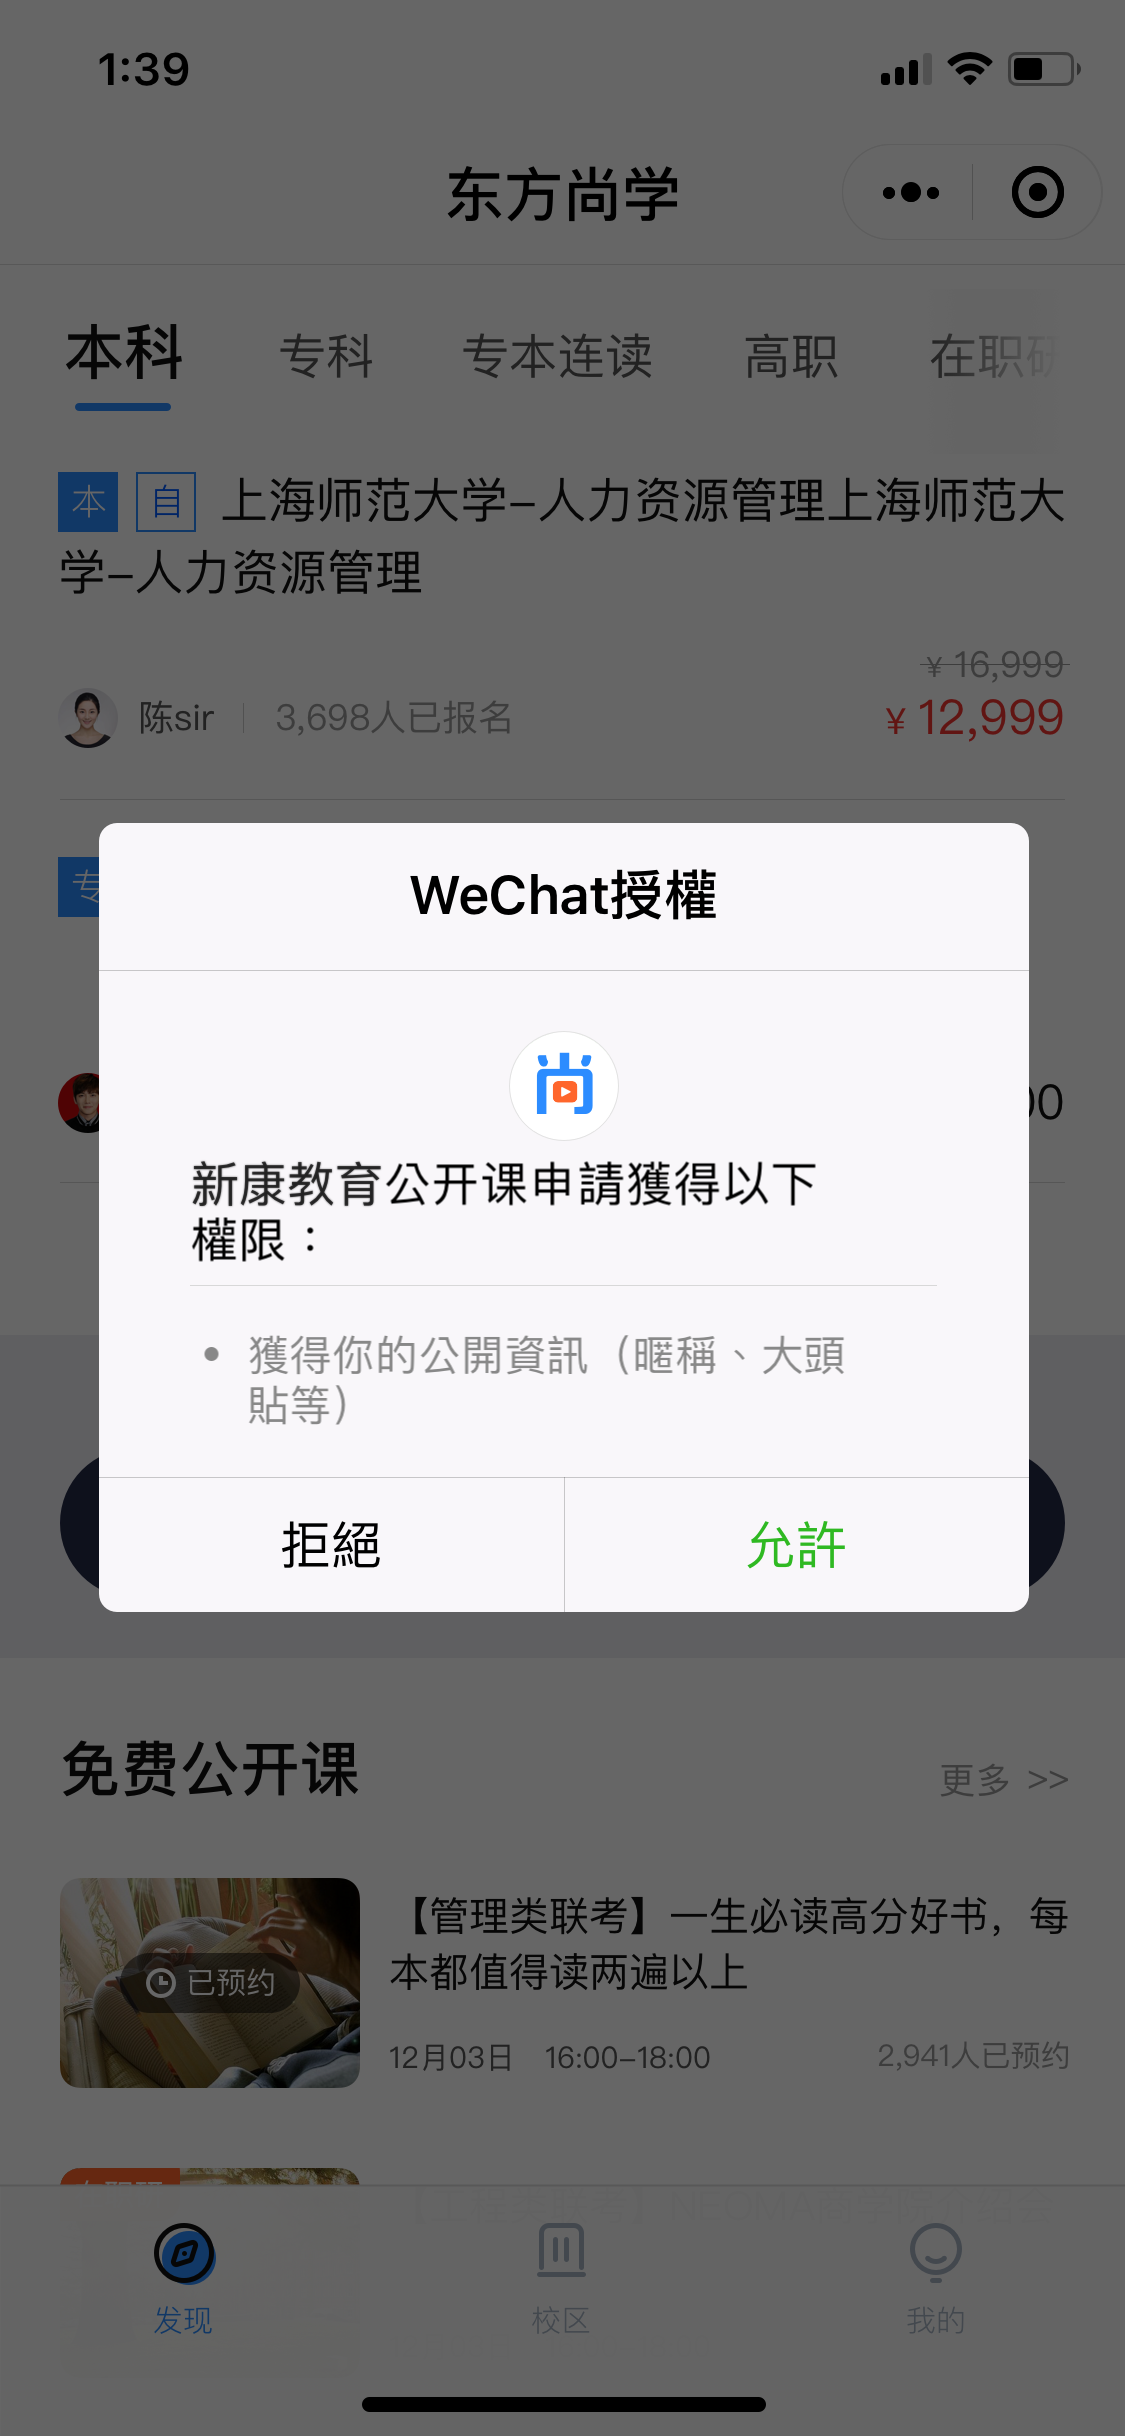 1:39
东方尚学
本科 专科 专本连读 高职 在职研
本 自 上海师范大学-人力资源管理上海师范大
学-人力资源管理
¥ 16,999
陈sir 3,698人已报名 ¥ 12,999
专
WeChat授權
尚
新康教育公开课申請獲得以下
權限：
• 獲得你的公開資訊（暱稱、大頭
貼等）
拒絕 允許
免费公开课 更多 >>
【管理类联考】一生必读高分好书，每
本都值得读两遍以上
已预约
12月03日 16:00-18:00 2,941人已预约
发现 校区 我的